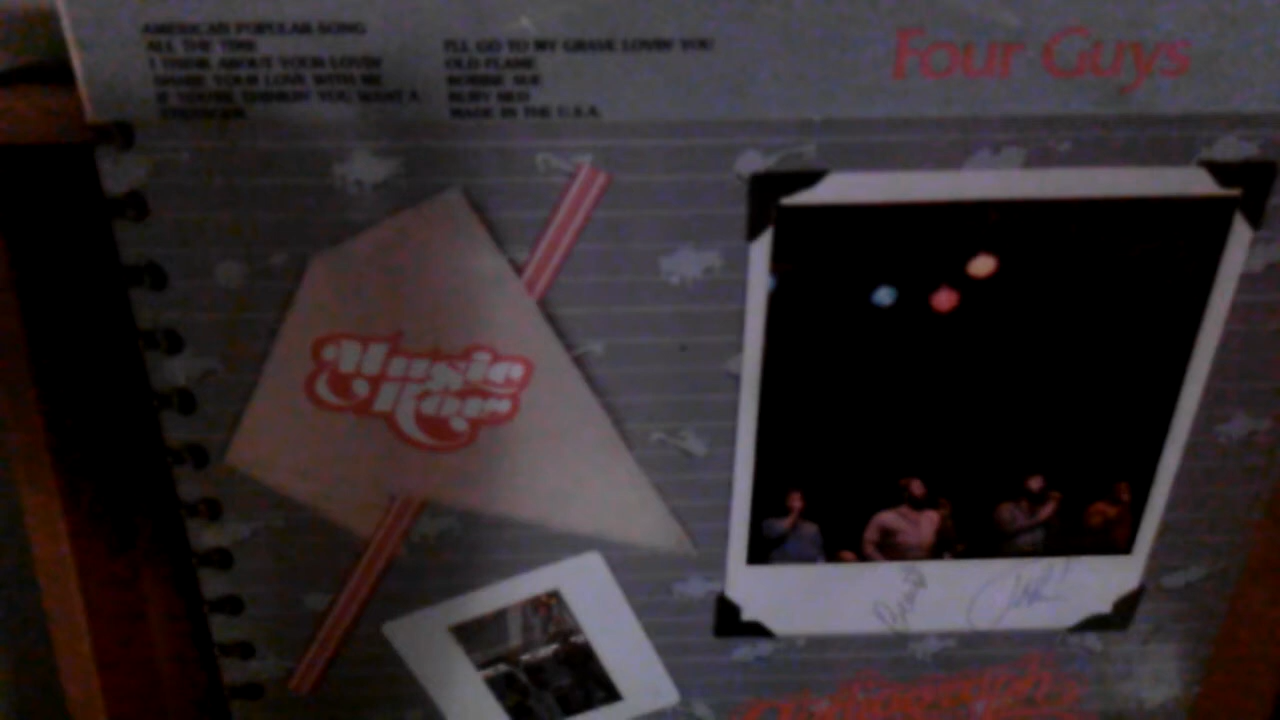 AMERICAN POPULAR SONG
ALL THE TIME
I THINK ABOUT YOUR LOVIN'
SHARE YOUR LOVE WITH ME
IF YOU'RE THINKIN' YOU WANT A
STRANGER
I'LL GO TO MY GRAVE LOVIN' YOU
OLD FLAME
BOBBIE SUE
RUBY RED
MADE IN THE U.S.A.
Four Guys
Music
Row